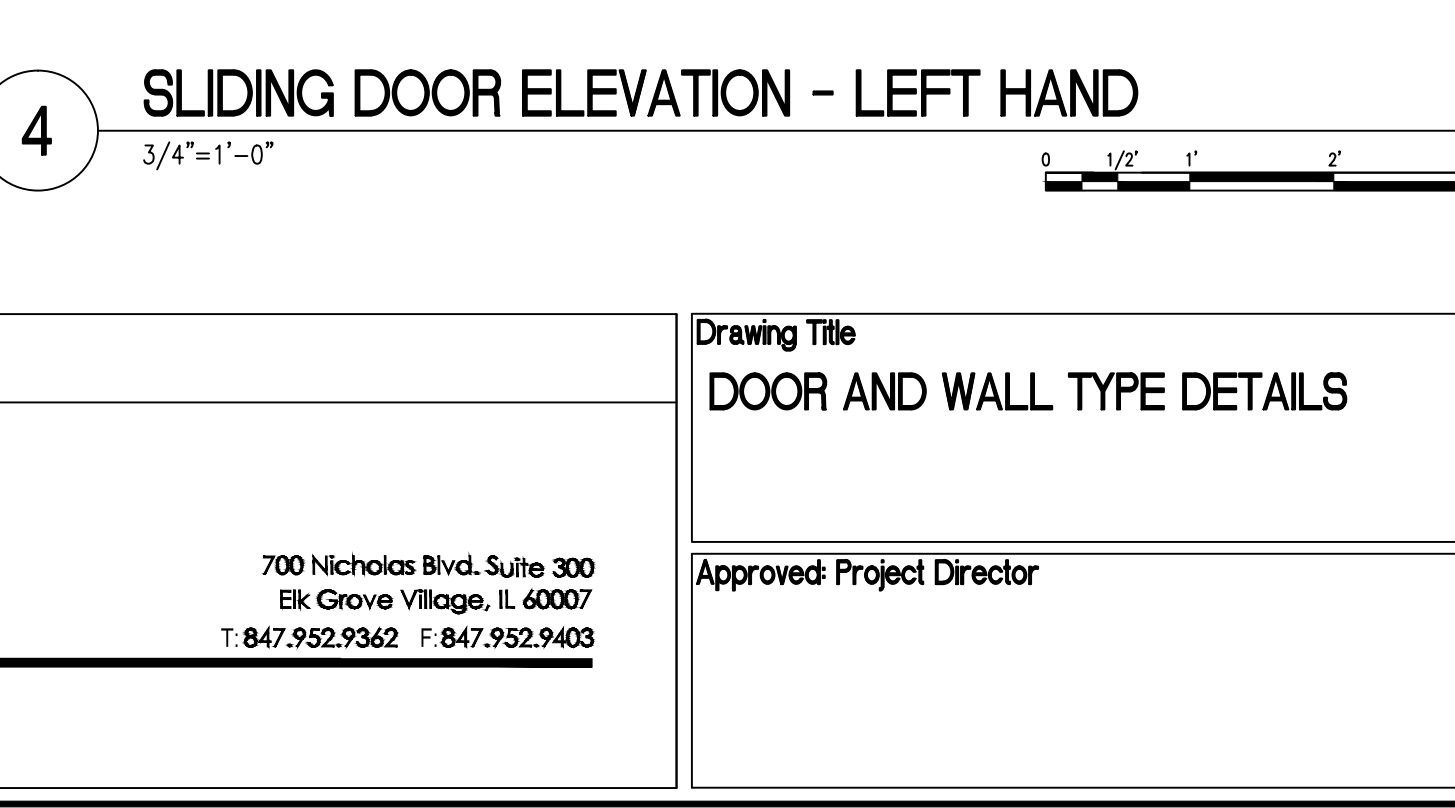 4
SLIDING DOOR ELEVATION - LEFT HAND
3/4"=1'-0"
0 1/2' 1' 2'
Drawing Title
DOOR AND WALL TYPE DETAILS
700 Nicholas Blvd. Suite 300
Elk Grove Village, IL 60007
T:847.952.9362 F:847.952.9403
Approved: Project Director